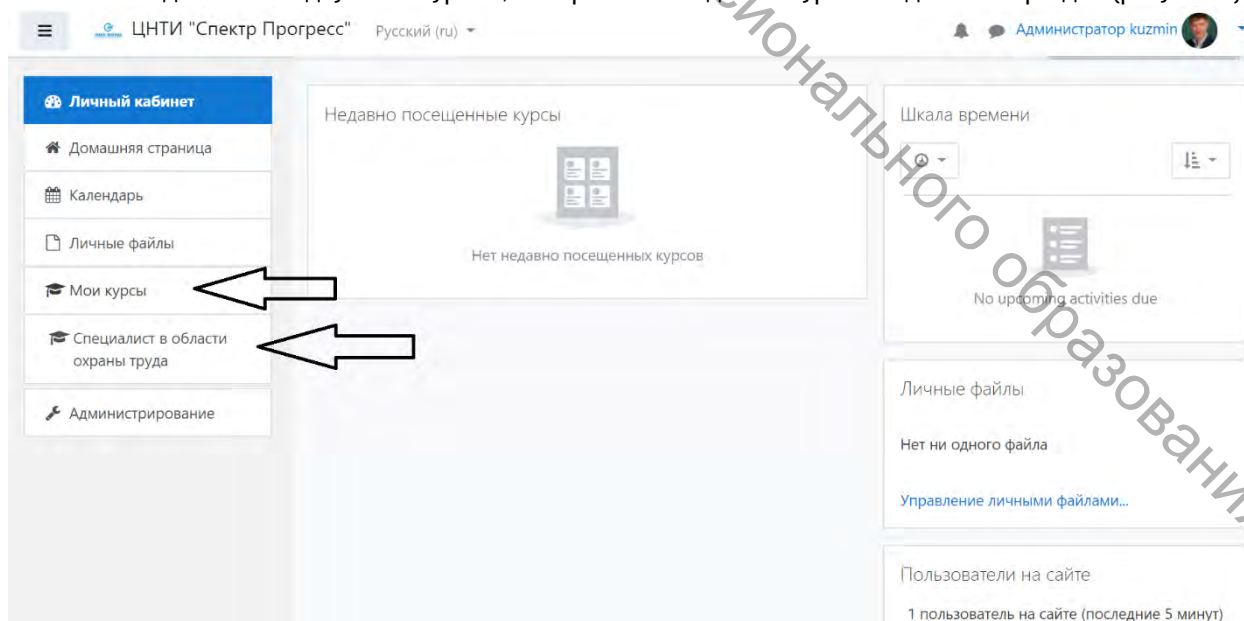 ЦНТИ "Спектр Прогресс" Русский (ru)
Администратор kuzmin
Личный кабинет
Домашняя страница
Календарь
Личные файлы
Мои курсы
Специалист в области
охраны труда
Администрирование
Недавно посещенные курсы
Нет недавно посещенных курсов
Шкала времени
No upcoming activities due
Личные файлы
Нет ни одного файла
Управление личными файлами...
Пользователи на сайте
1 пользователь на сайте (последние 5 минут)
ционального образования